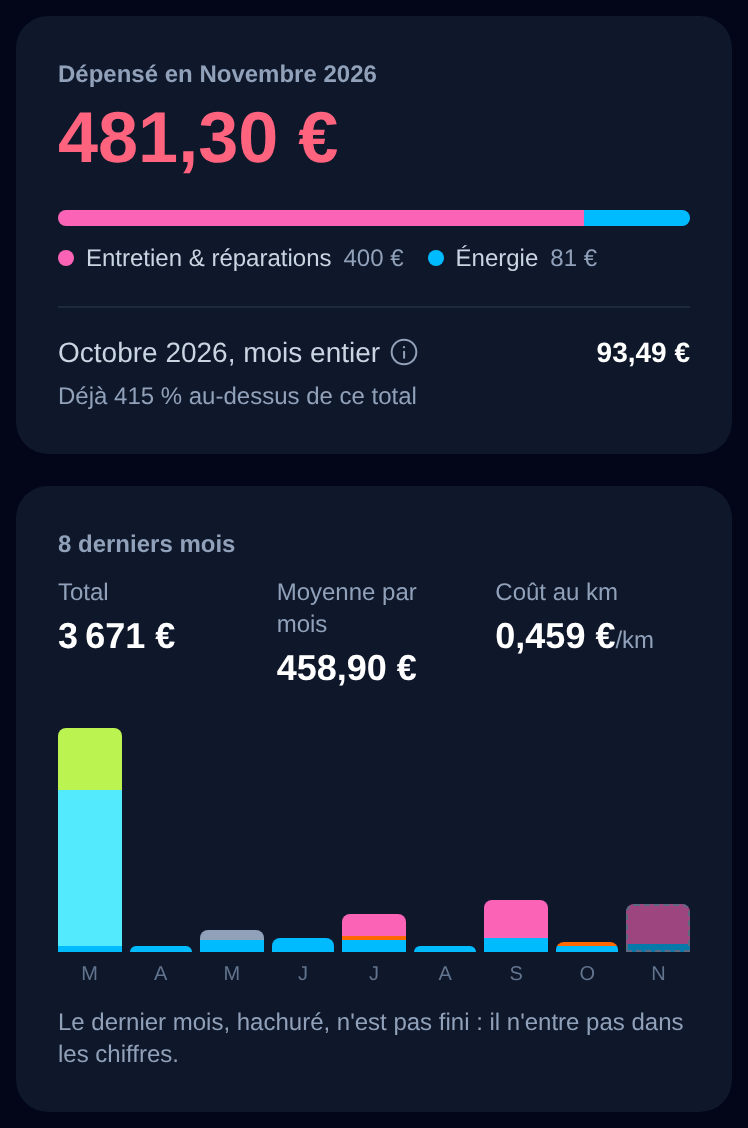 Dépensé en Novembre 2026
481,30 €
Entretien & réparations 400 € Énergie 81 €
Octobre 2026, mois entier 93,49 €
Déjà 415 % au-dessus de ce total
8 derniers mois
Total
3 671 €
Moyenne par
mois
458,90 €
Coût au km
0,459 €/km
M A M J J A S O N
Le dernier mois, hachuré, n'est pas fini : il n'entre pas dans
les chiffres.